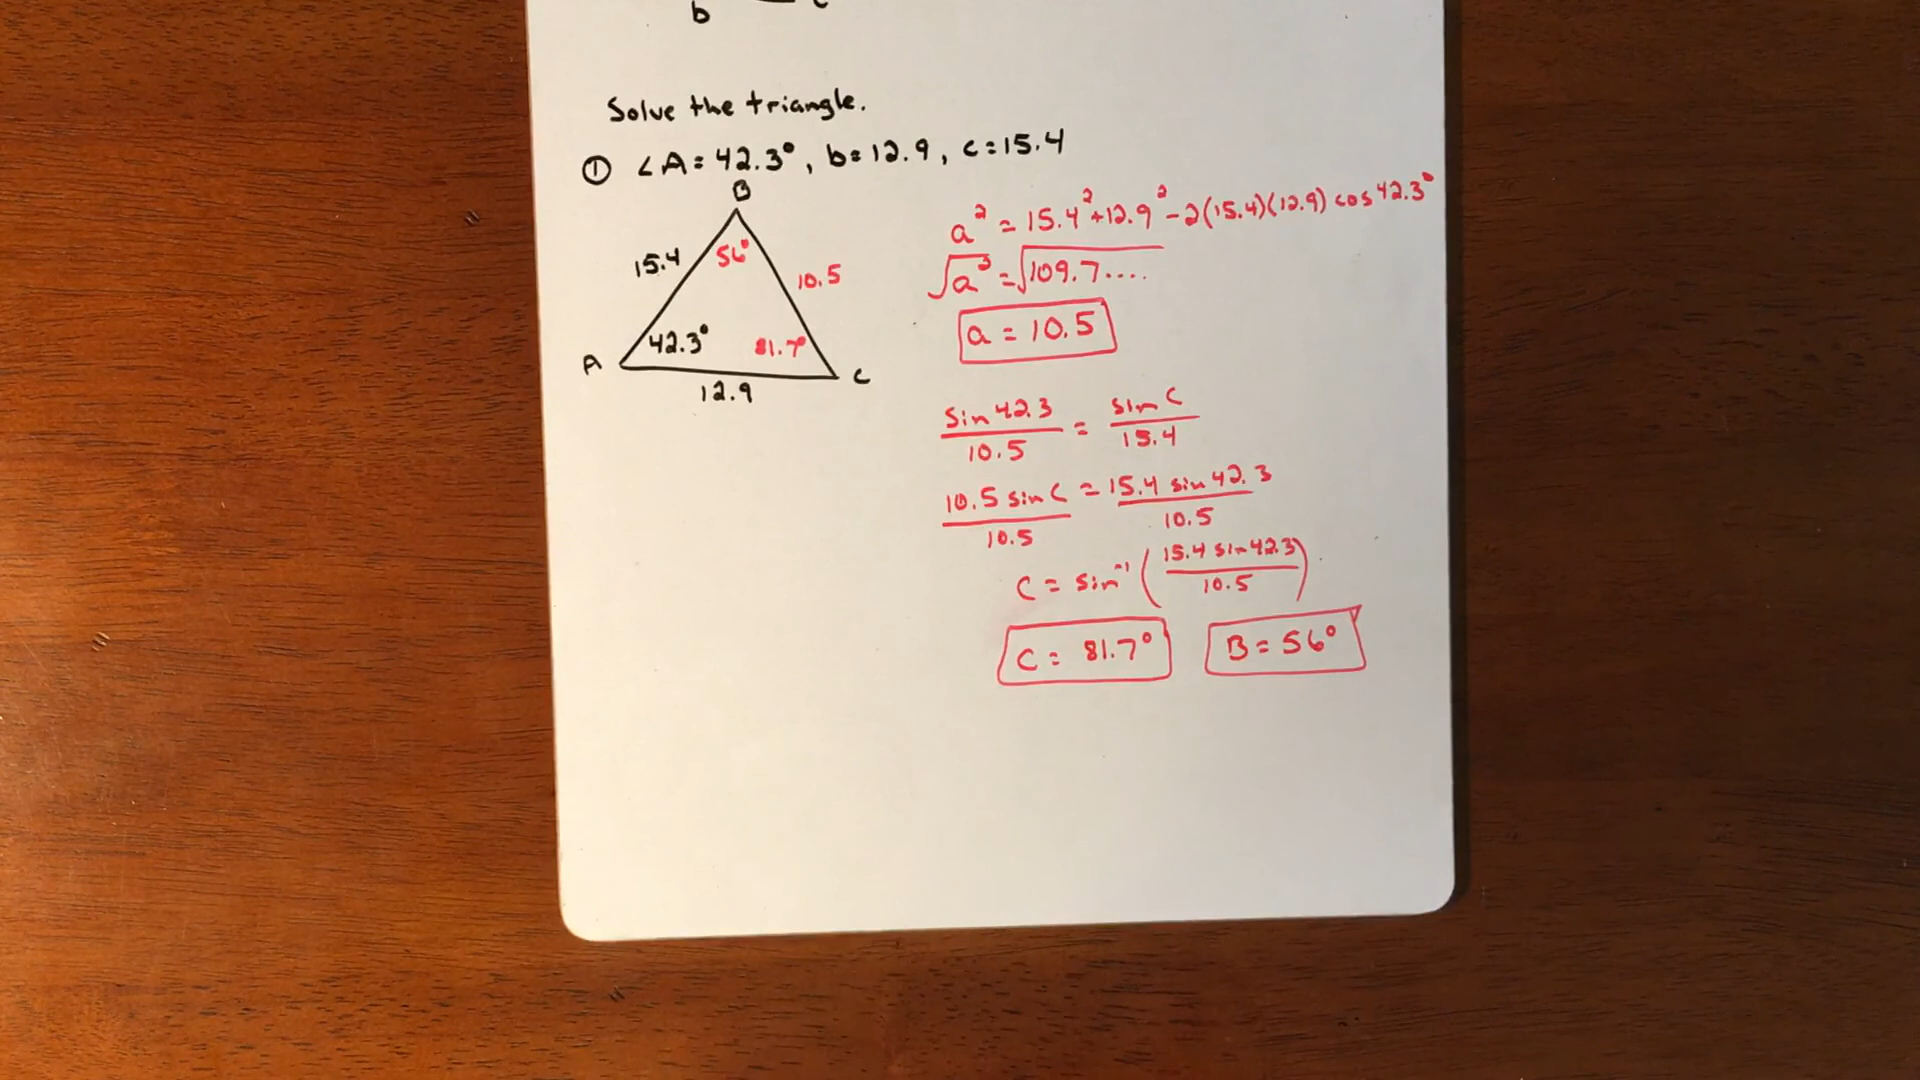 b c
Solve the triangle.
① ∠A = 42.3°, b = 12.9, c = 15.4
B
56°
15.4
10.5
42.3°
81.7°
A
C
12.9
a² = 15.4² + 12.9² - 2(15.4)(12.9) cos 42.3°
√a² = √109.7....
a = 10.5
sin 42.3 / 10.5 = sin C / 15.4
10.5 sin C / 10.5 = 15.4 sin 42.3 / 10.5
C = sin⁻¹ (15.4 sin 42.3 / 10.5)
C = 81.7° B = 56°